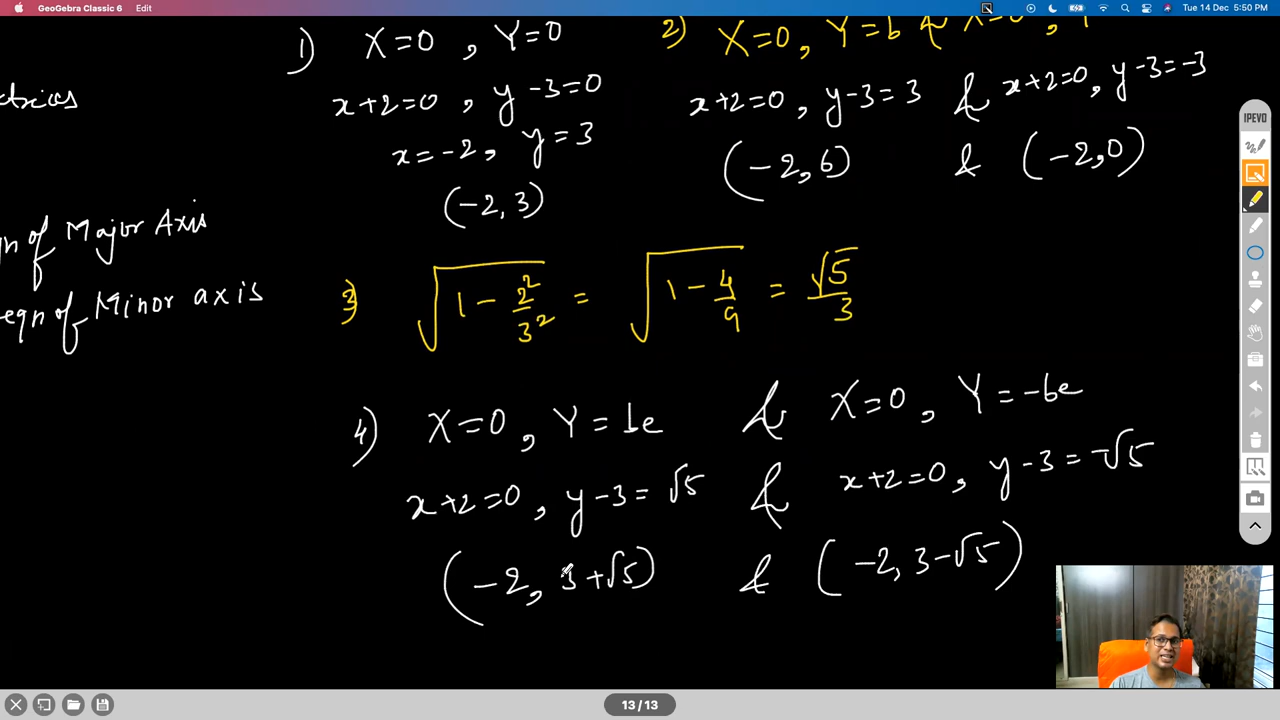 GeoGebra Classic 6 Edit Tue 14 Dec 5:50 PM
1) X=0, Y=0
2) X=0, Y=b & X=0,
x+2=0, y-3=0
x+2=0, y-3=3 & x+2=0, y-3=-3
x=-2, y=3
(-2,6) & (-2,0)
(-2,3)
of Major Axis
eqn of Minor axis
3) √(1-2²/3²) = √(1-4/9) = √5/3
4) X=0, Y=be & X=0, Y=-be
x+2=0, y-3=√5 & x+2=0, y-3=-√5
(-2, 3+√5) & (-2, 3-√5)
IPEVO
13/13